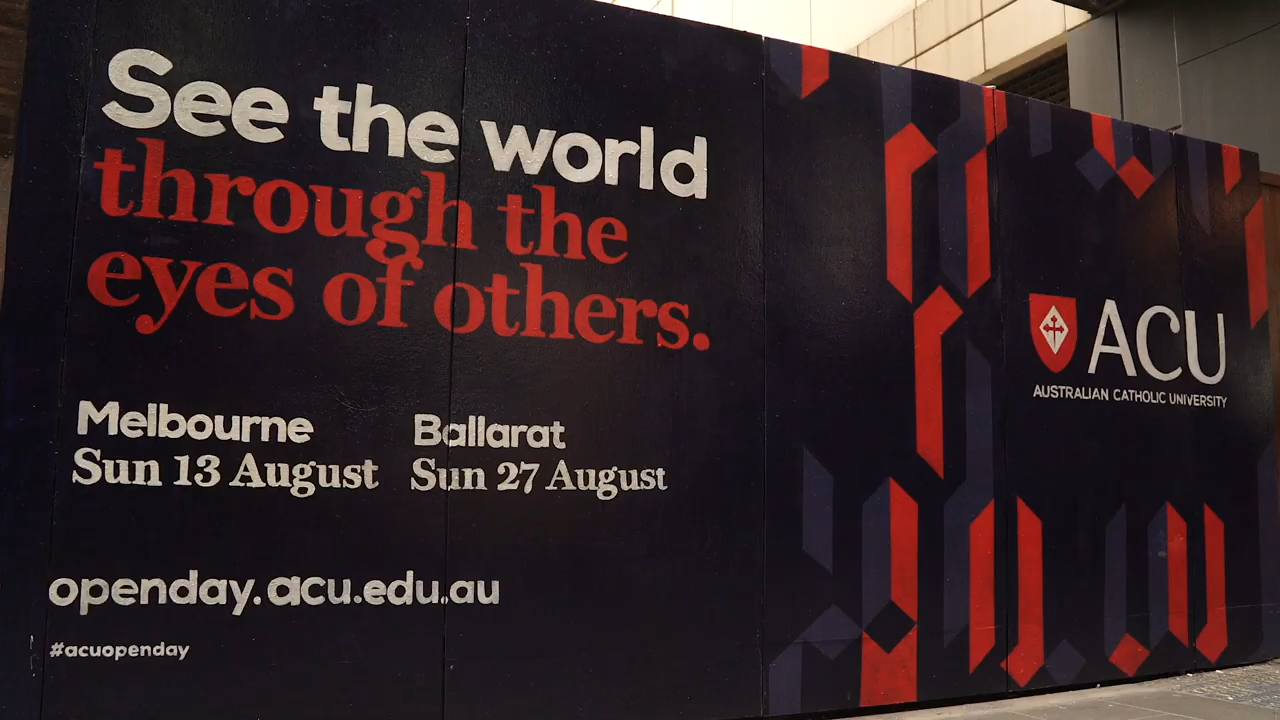 See the world
through the
eyes of others.
Melbourne
Sun 13 August
Ballarat
Sun 27 August
openday.acu.edu.au
#acuopenday
ACU
AUSTRALIAN CATHOLIC UNIVERSITY